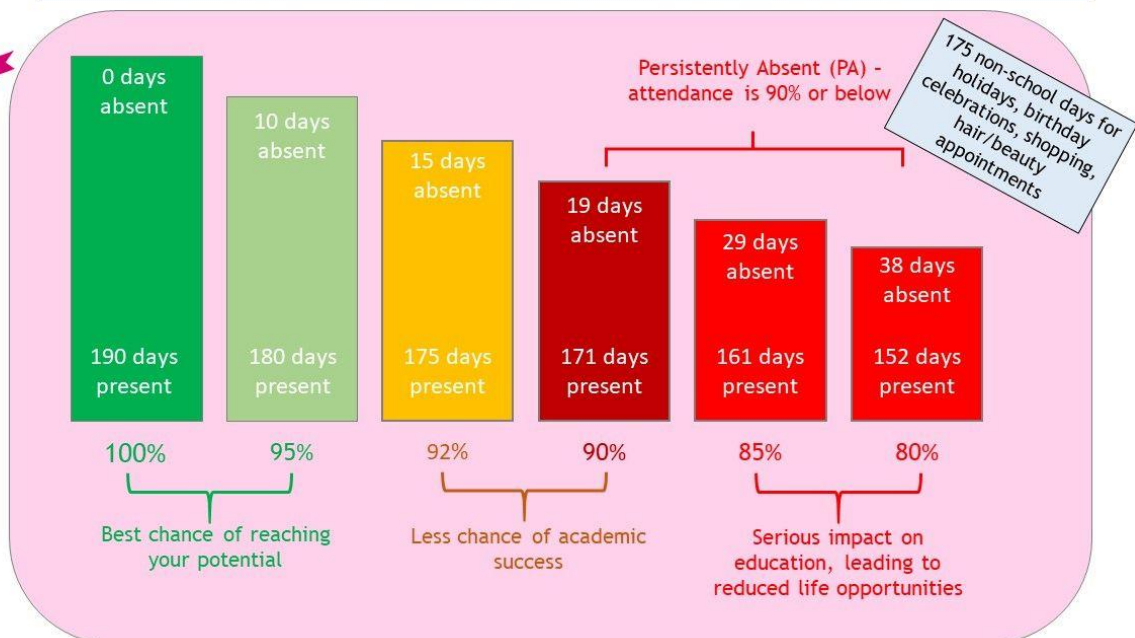 0 days
absent
190 days
present
10 days
absent
180 days
present
15 days
absent
175 days
present
19 days
absent
171 days
present
29 days
absent
161 days
present
38 days
absent
152 days
present
Persistently Absent (PA) –
attendance is 90% or below
175 non-school days for
holidays, birthday
celebrations, shopping,
hair/beauty
appointments
100%
95%
92%
90%
85%
80%
Best chance of reaching
your potential
Less chance of academic
success
Serious impact on
education, leading to
reduced life opportunities